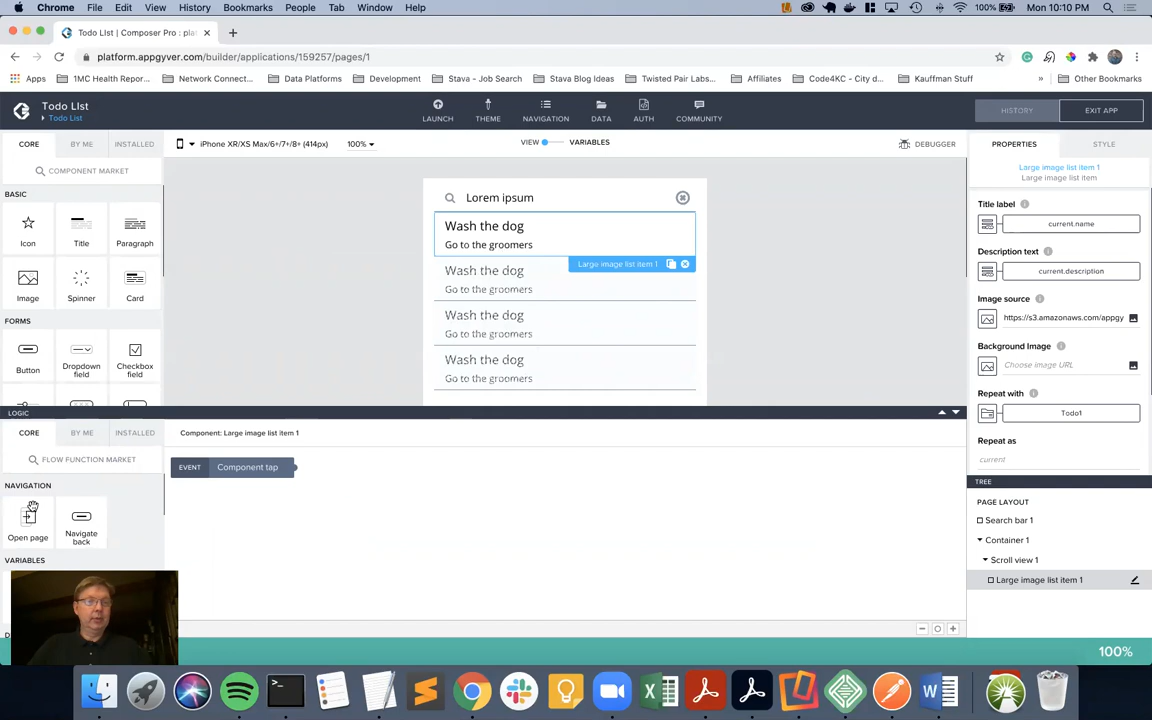 Chrome File Edit View History Bookmarks People Tab Window Help 100% Mon 10:10 PM
Todo LIst | Composer Pro : pla
platform.appgyver.com/builder/applications/159257/pages/1
Apps 1MC Health Repor... Network Connect... Data Platforms Development Stava - Job Search Stava Blog Ideas Twisted Pair Labs... Affiliates Code4KC - City d... Kauffman Stuff » Other Bookmarks
Todo LIst
Todo List
LAUNCH THEME NAVIGATION DATA AUTH COMMUNITY
HISTORY EXIT APP
CORE BY ME INSTALLED
iPhone XR/XS Max/6+/7+/8+ (414px) 100%
VIEW VARIABLES
DEBUGGER
PROPERTIES STYLE
COMPONENT MARKET
Large image list item 1
Large image list item
BASIC
Icon Title Paragraph
Image Spinner Card
FORMS
Button Dropdown field Checkbox field
Lorem ipsum
Wash the dog
Go to the groomers
Large image list item 1
Wash the dog
Go to the groomers
Wash the dog
Go to the groomers
Wash the dog
Go to the groomers
Title label
current.name
Description text
current.description
Image source
https://s3.amazonaws.com/appgy
Background Image
Choose image URL
Repeat with
Todo1
Repeat as
current
LOGIC
CORE BY ME INSTALLED
Component: Large image list item 1
FLOW FUNCTION MARKET
EVENT Component tap
NAVIGATION
Open page Navigate back
VARIABLES
TREE
PAGE LAYOUT
Search bar 1
Container 1
Scroll view 1
Large image list item 1
100%